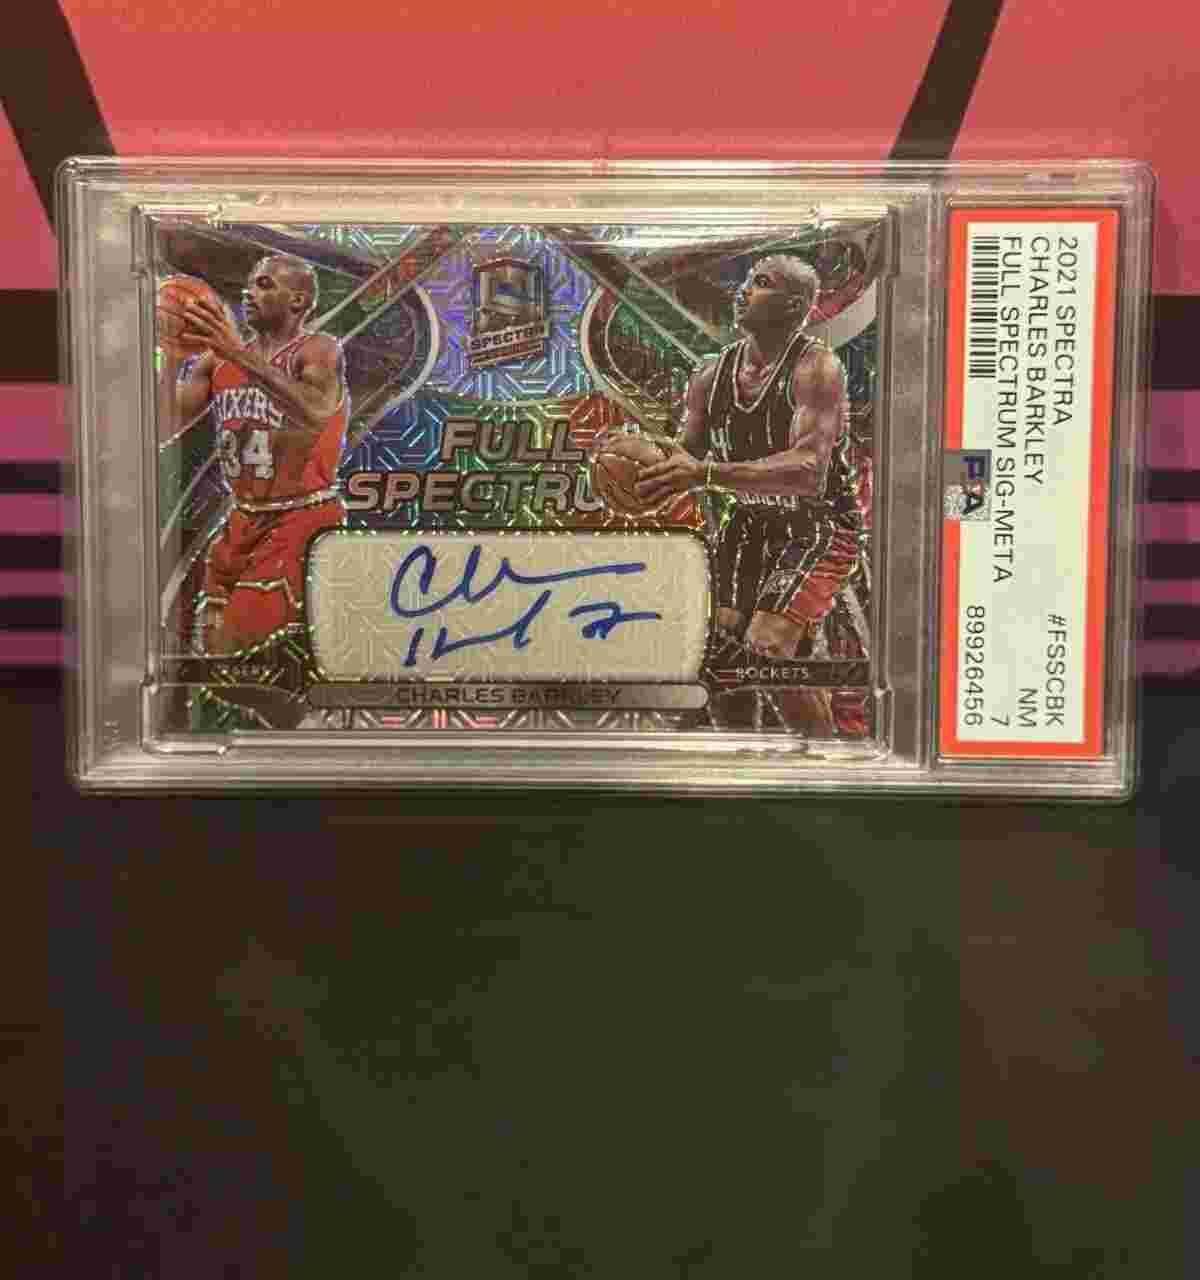 SPECTRA
FULL
SPECTRU
SIXERS
34
ROCKETS
CHARLES BARKLEY
2021 SPECTRA #FSSCBK
CHARLES BARKLEY NM
FULL SPECTRUM SIG-META 7
89926456
PSA